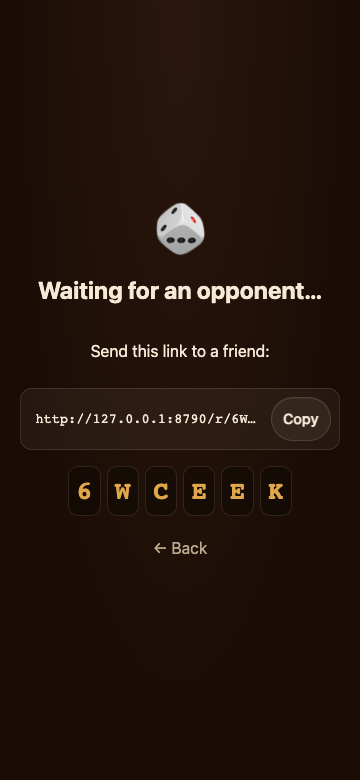 Waiting for an opponent...
Send this link to a friend:
http://127.0.0.1:8790/r/6W… Copy
6 W C E E K
← Back